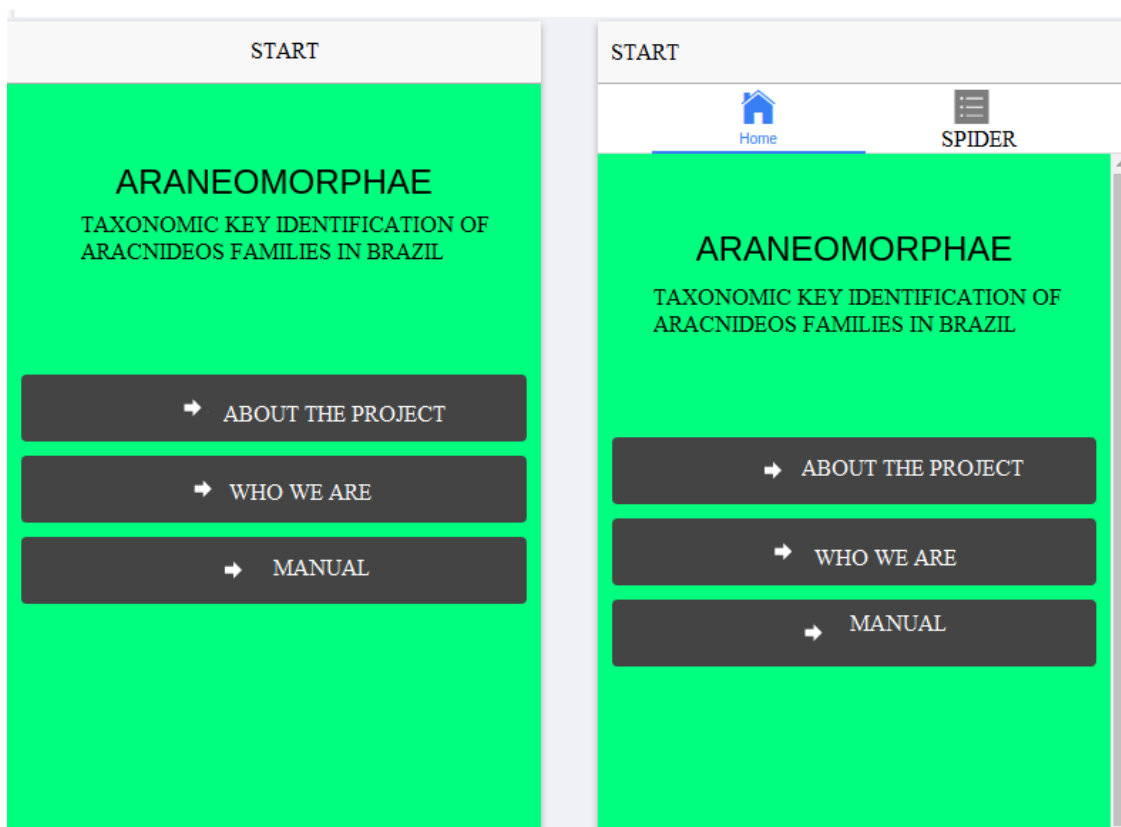 START
ARANEOMORPHAE
TAXONOMIC KEY IDENTIFICATION OF
ARACNIDEOS FAMILIES IN BRAZIL
ABOUT THE PROJECT
WHO WE ARE
MANUAL
START
Home
SPIDER
ARANEOMORPHAE
TAXONOMIC KEY IDENTIFICATION OF
ARACNIDEOS FAMILIES IN BRAZIL
ABOUT THE PROJECT
WHO WE ARE
MANUAL